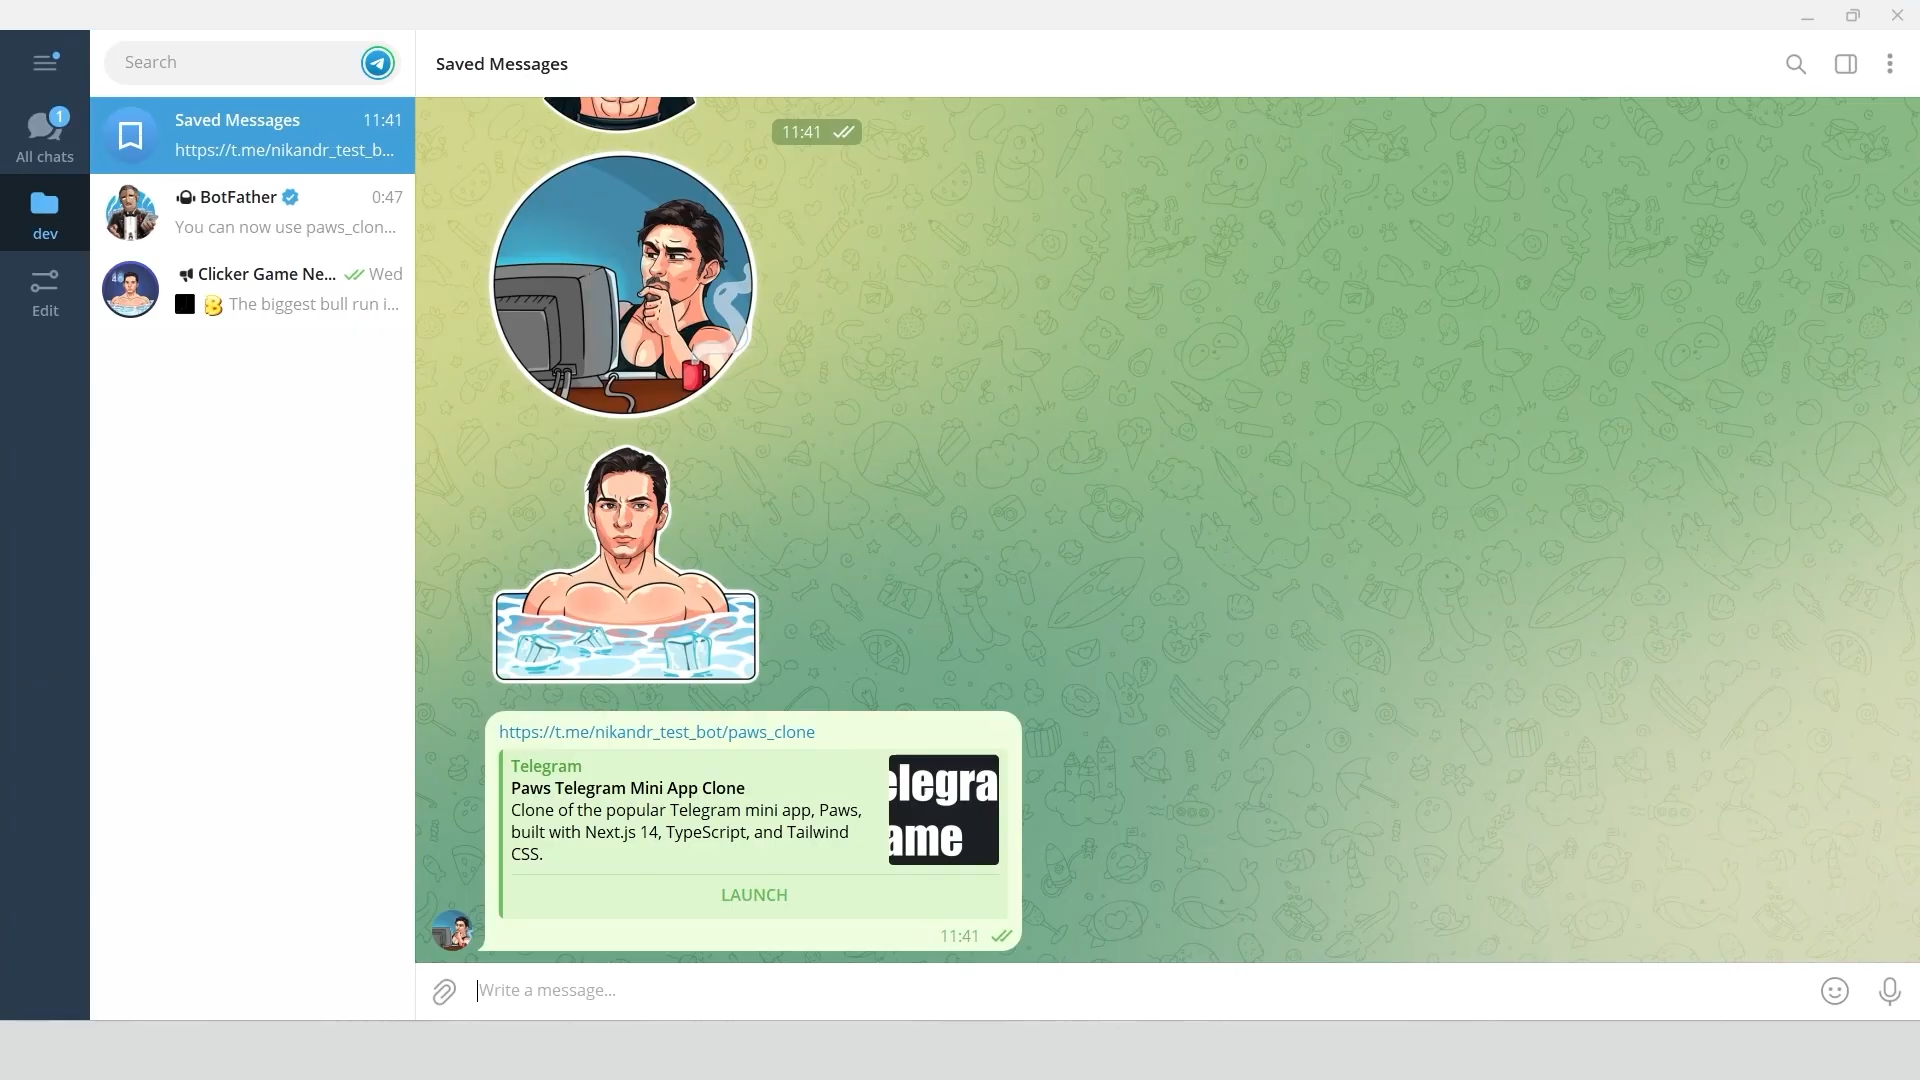 Search
Saved Messages
1
All chats
dev
Edit
Saved Messages 11:41
https://t.me/nikandr_test_b...
BotFather 0:47
You can now use paws_clon...
Clicker Game Ne... Wed
The biggest bull run i...
11:41
https://t.me/nikandr_test_bot/paws_clone
Telegram
Paws Telegram Mini App Clone
Clone of the popular Telegram mini app, Paws,
built with Next.js 14, TypeScript, and Tailwind
CSS.
elegra
ame
LAUNCH
11:41
Write a message...